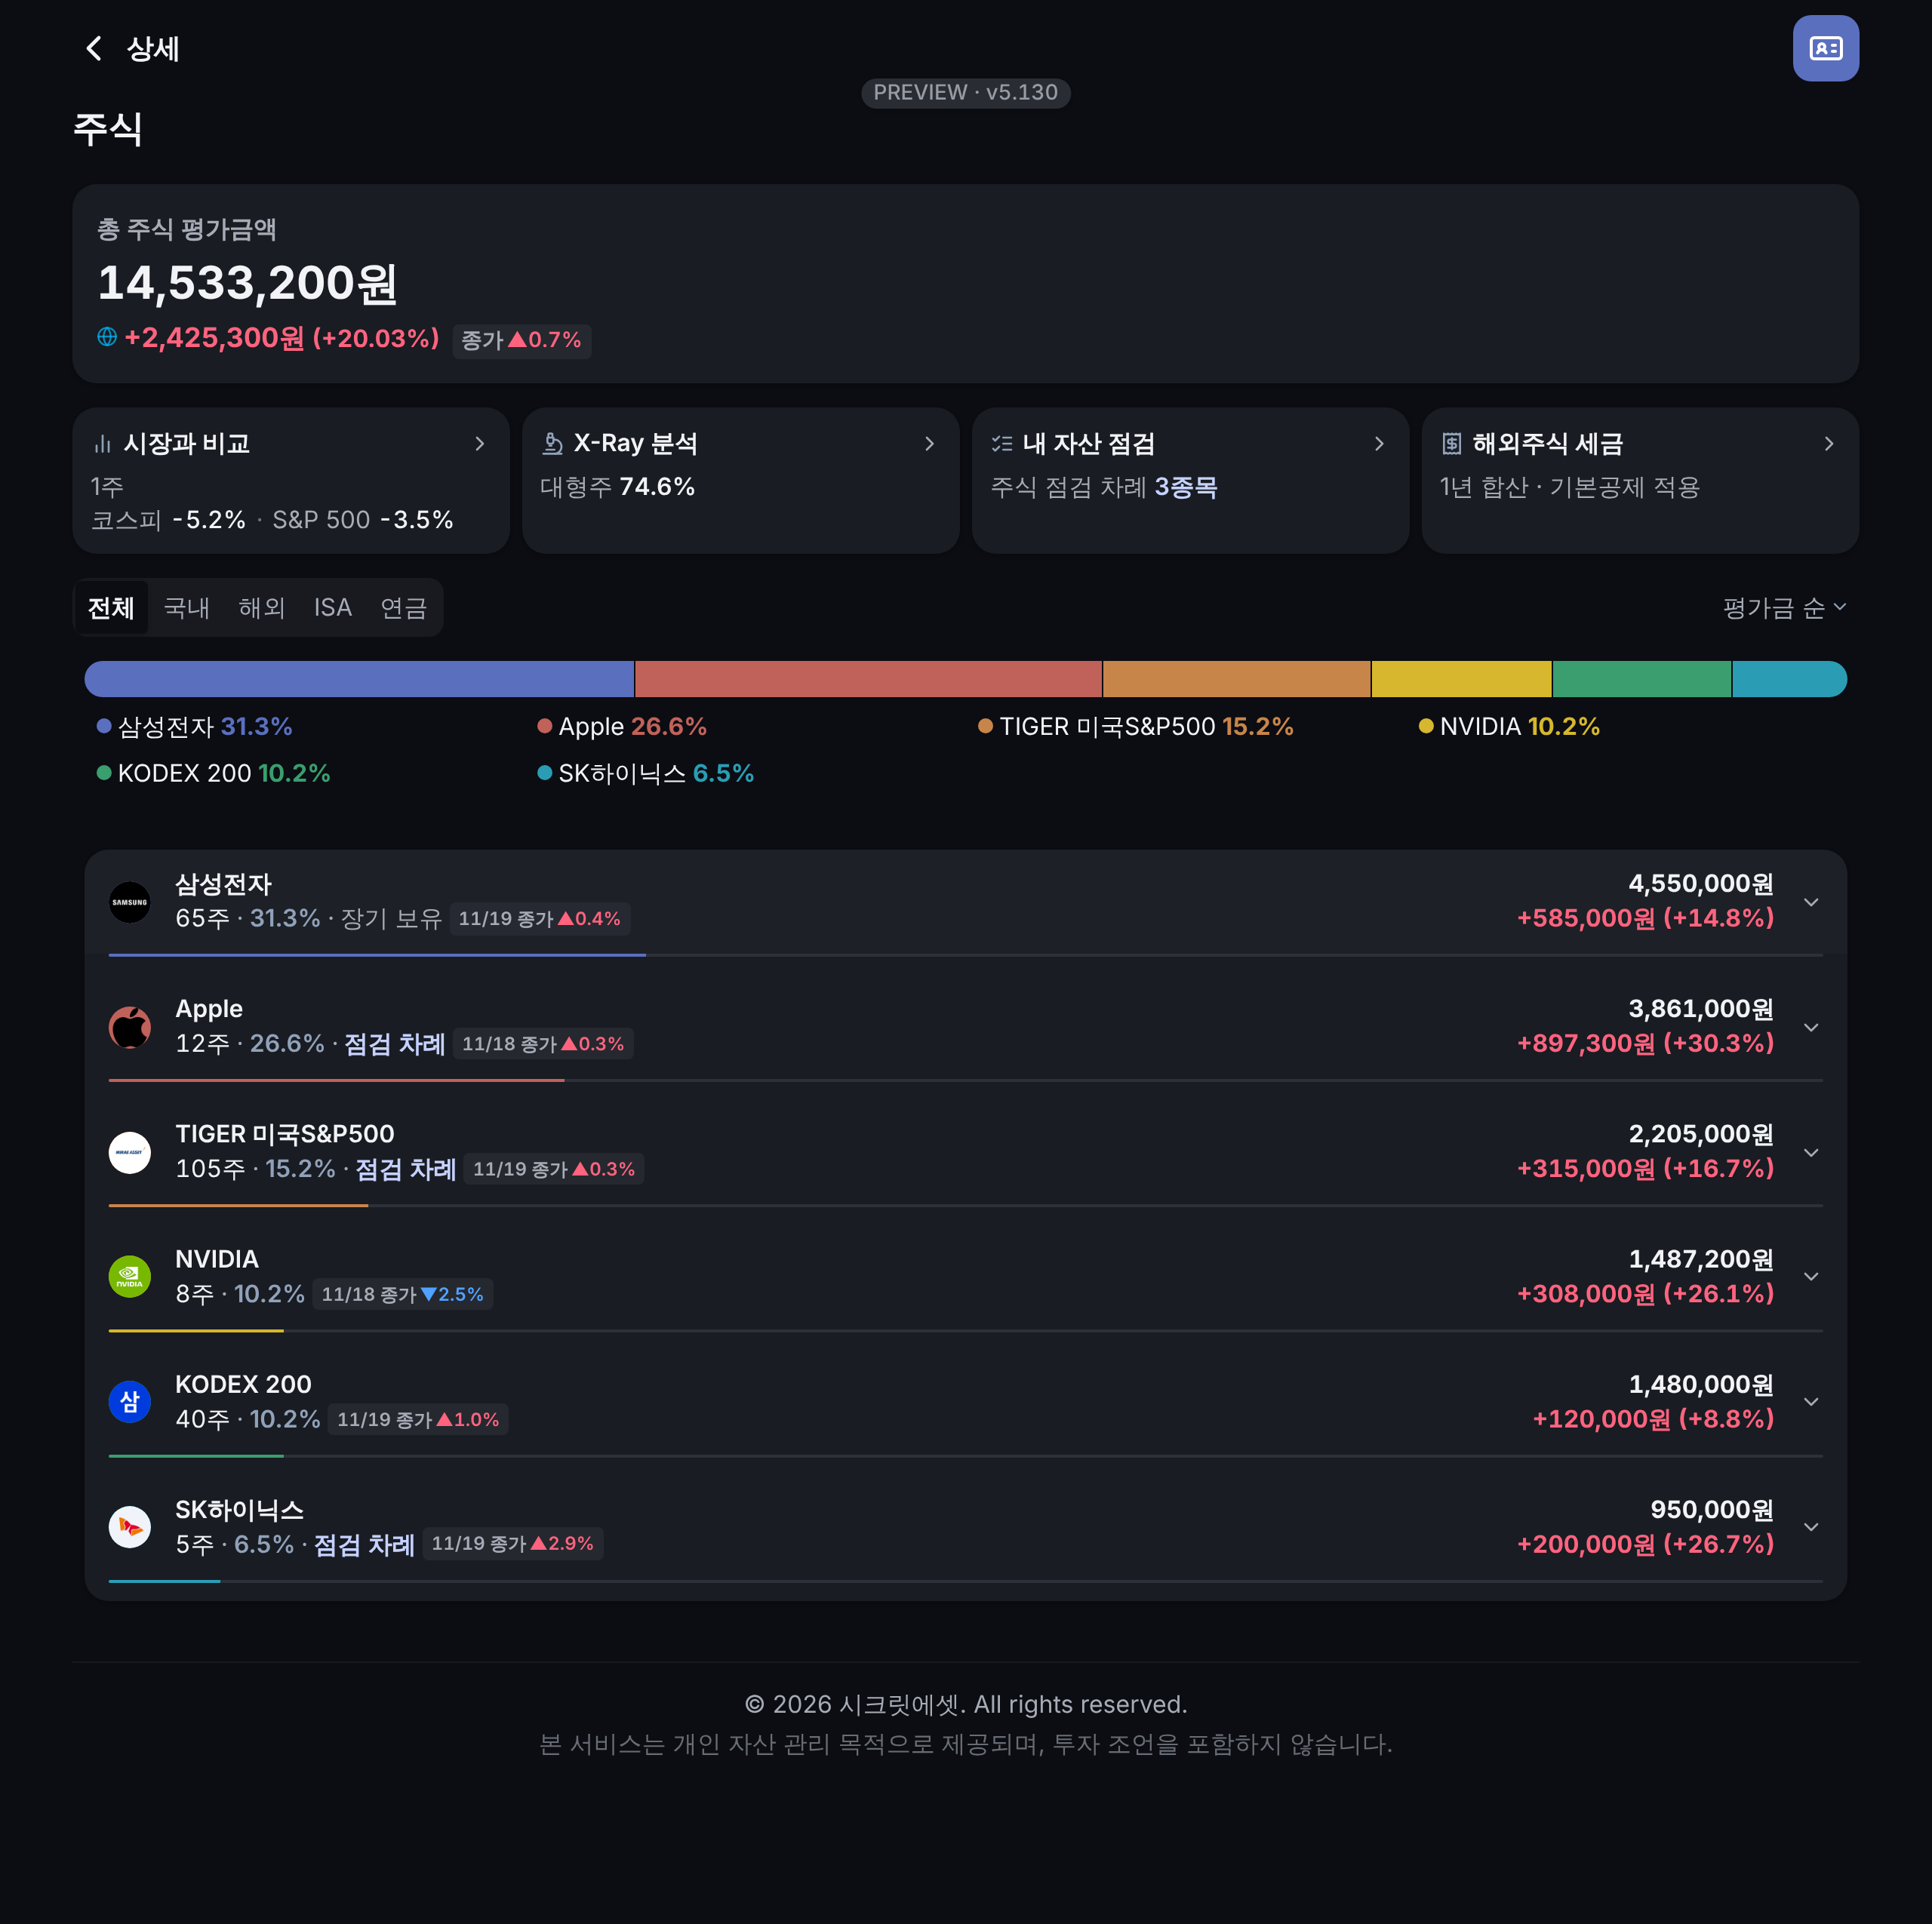 상세
PREVIEW · v5.130
주식
총 주식 평가금액
14,533,200원
+2,425,300원 (+20.03%) 종가 ▲0.7%
시장과 비교
1주
코스피 -5.2% · S&P 500 -3.5%
X-Ray 분석
대형주 74.6%
내 자산 점검
주식 점검 차례 3종목
해외주식 세금
1년 합산 · 기본공제 적용
전체 국내 해외 ISA 연금
평가금 순
삼성전자 31.3% Apple 26.6% TIGER 미국S&P500 15.2% NVIDIA 10.2%
KODEX 200 10.2% SK하이닉스 6.5%
SAMSUNG
삼성전자
65주 · 31.3% · 장기 보유 11/19 종가 ▲0.4%
4,550,000원
+585,000원 (+14.8%)
Apple
12주 · 26.6% · 점검 차례 11/18 종가 ▲0.3%
3,861,000원
+897,300원 (+30.3%)
MIRAE ASSET
TIGER 미국S&P500
105주 · 15.2% · 점검 차례 11/19 종가 ▲0.3%
2,205,000원
+315,000원 (+16.7%)
NVIDIA
NVIDIA
8주 · 10.2% 11/18 종가 ▼2.5%
1,487,200원
+308,000원 (+26.1%)
삼
KODEX 200
40주 · 10.2% 11/19 종가 ▲1.0%
1,480,000원
+120,000원 (+8.8%)
SK하이닉스
5주 · 6.5% · 점검 차례 11/19 종가 ▲2.9%
950,000원
+200,000원 (+26.7%)
© 2026 시크릿에셋. All rights reserved.
본 서비스는 개인 자산 관리 목적으로 제공되며, 투자 조언을 포함하지 않습니다.